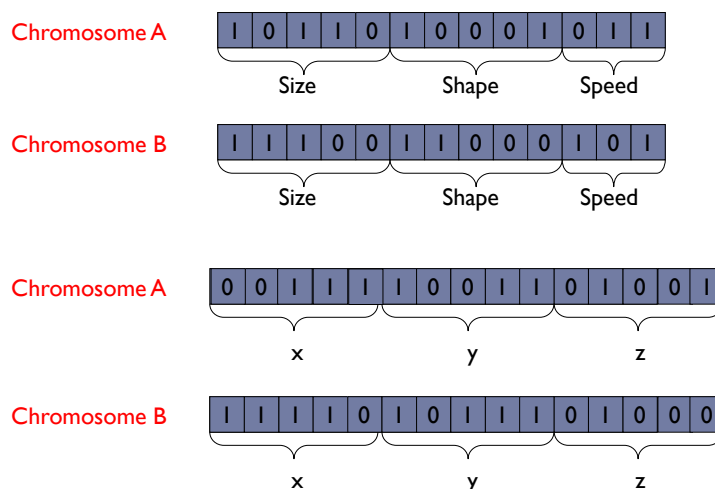 Chromosome A 1 0 1 1 0 1 0 0 0 1 0 1 1
Size Shape Speed
Chromosome B 1 1 1 0 0 1 1 0 0 0 1 0 1
Size Shape Speed
Chromosome A 0 0 1 1 1 1 0 0 1 1 0 1 0 0 1
x y z
Chromosome B 1 1 1 1 0 1 0 1 1 1 0 1 0 0 0
x y z